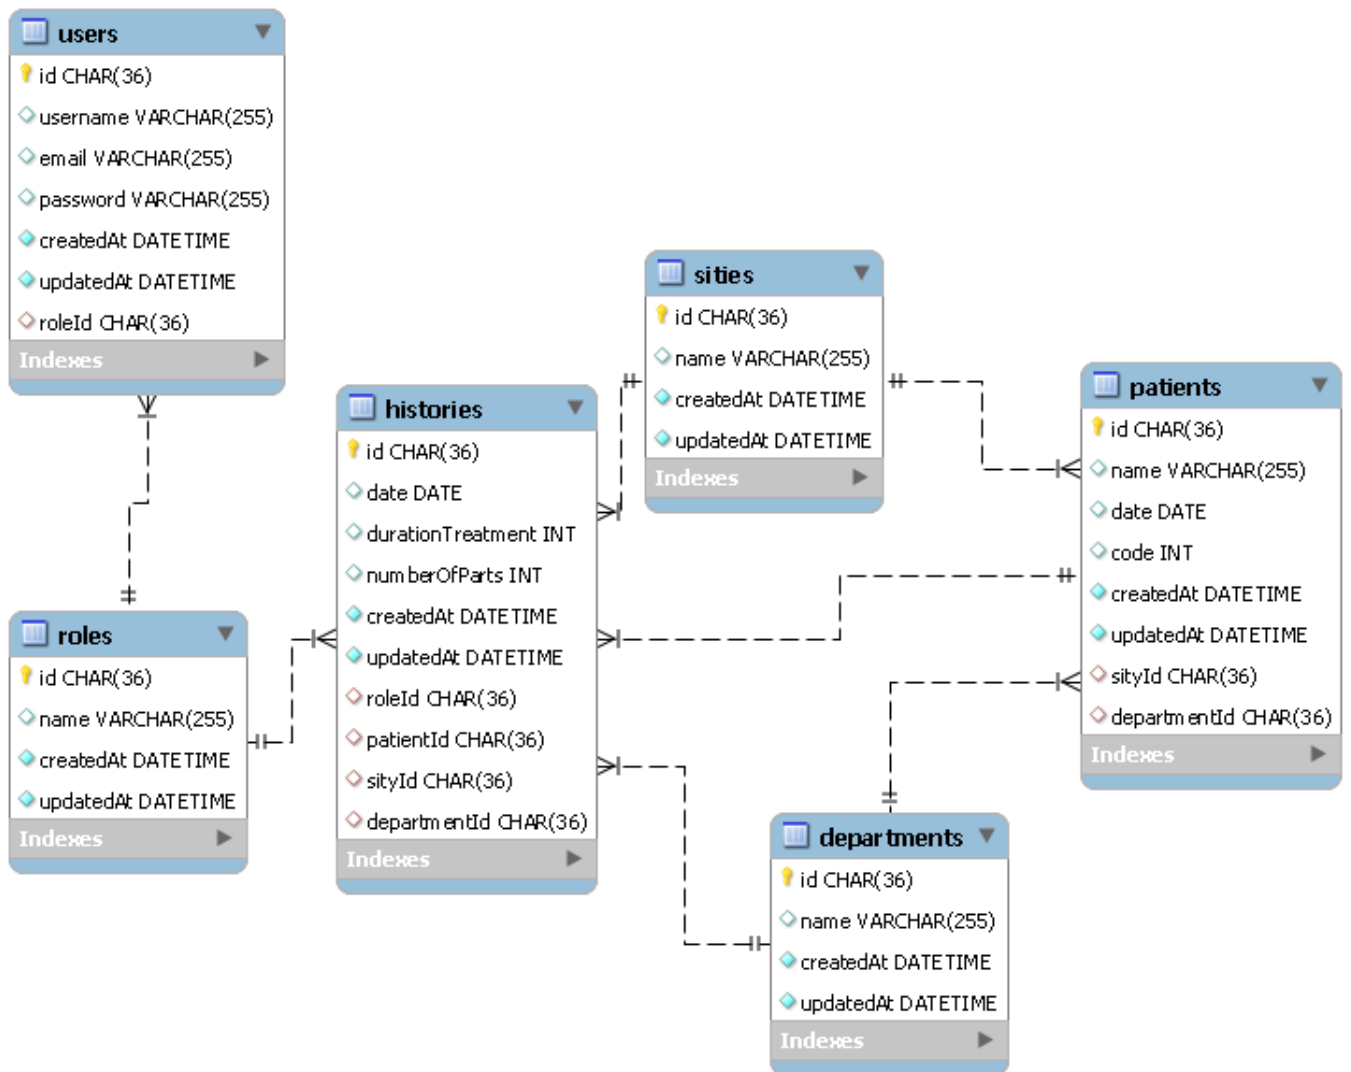 users
id CHAR(36)
username VARCHAR(255)
email VARCHAR(255)
password VARCHAR(255)
createdAt DATETIME
updatedAt DATETIME
roleId CHAR(36)
Indexes
roles
id CHAR(36)
name VARCHAR(255)
createdAt DATETIME
updatedAt DATETIME
Indexes
histories
id CHAR(36)
date DATE
durationTreatment INT
numberOfParts INT
createdAt DATETIME
updatedAt DATETIME
roleId CHAR(36)
patientId CHAR(36)
sityId CHAR(36)
departmentId CHAR(36)
Indexes
sities
id CHAR(36)
name VARCHAR(255)
createdAt DATETIME
updatedAt DATETIME
Indexes
patients
id CHAR(36)
name VARCHAR(255)
date DATE
code INT
createdAt DATETIME
updatedAt DATETIME
sityId CHAR(36)
departmentId CHAR(36)
Indexes
departments
id CHAR(36)
name VARCHAR(255)
createdAt DATETIME
updatedAt DATETIME
Indexes